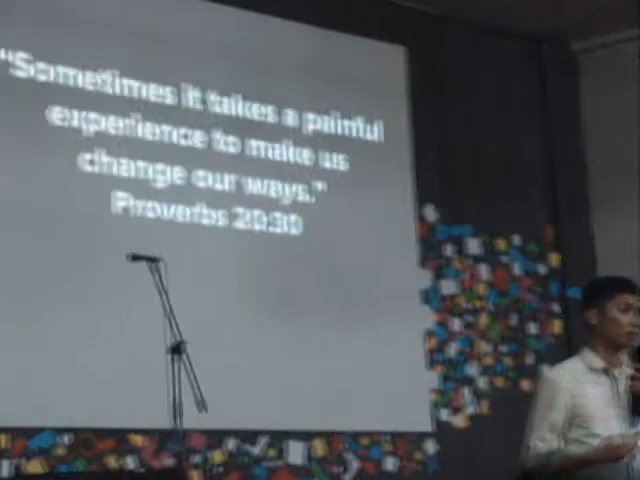 "Sometimes it takes a painful
experience to make us
change our ways."
Proverbs 20:30